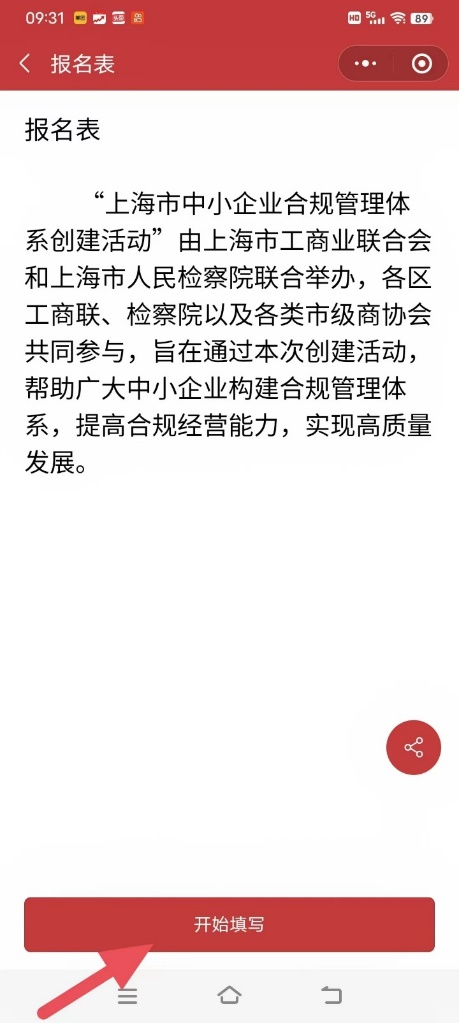 09:31
HD 5G 89
报名表
报名表
“上海市中小企业合规管理体
系创建活动”由上海市工商业联合会
和上海市人民检察院联合举办，各区
工商联、检察院以及各类市级商协会
共同参与，旨在通过本次创建活动，
帮助广大中小企业构建合规管理体
系，提高合规经营能力，实现高质量
发展。
开始填写